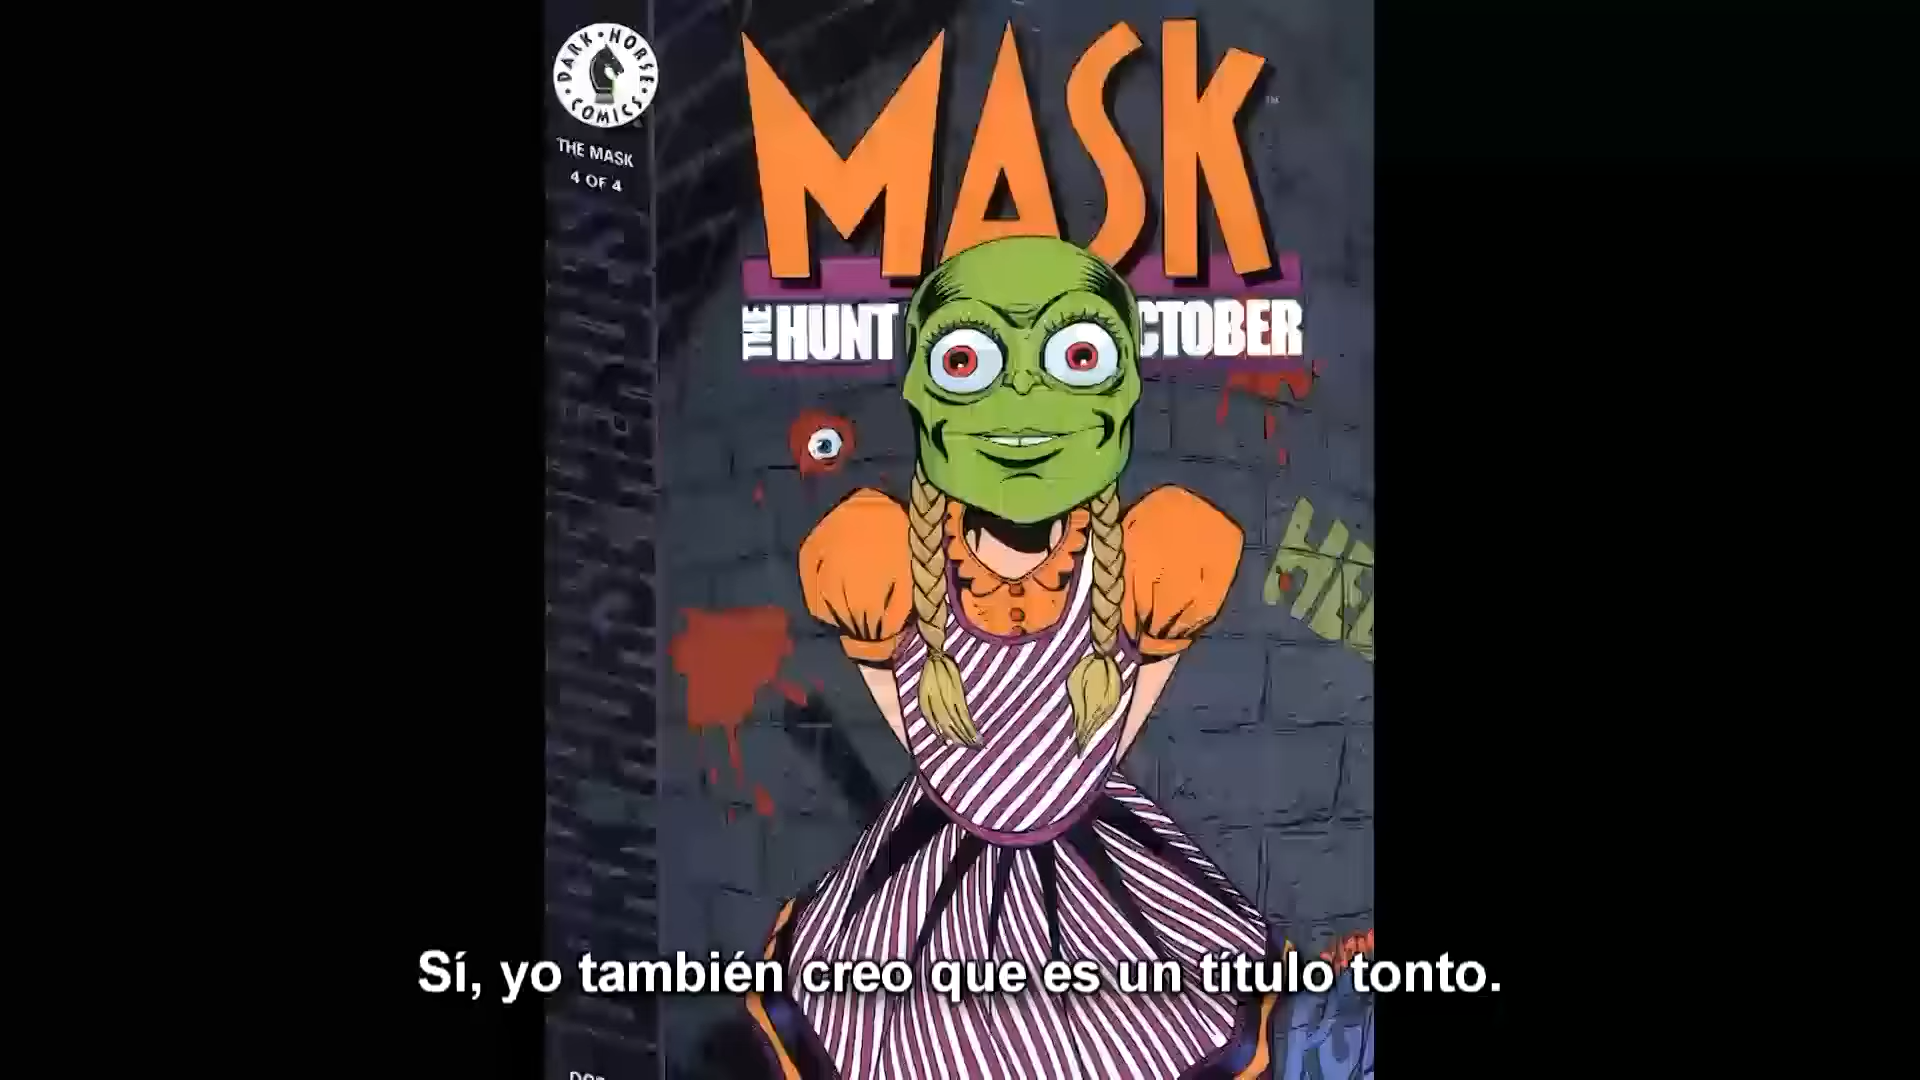 DARK • HORSE • COMICS •
THE MASK
4 OF 4
MASK
THE HUNT CTOBER
Sí, yo también creo que es un título tonto.